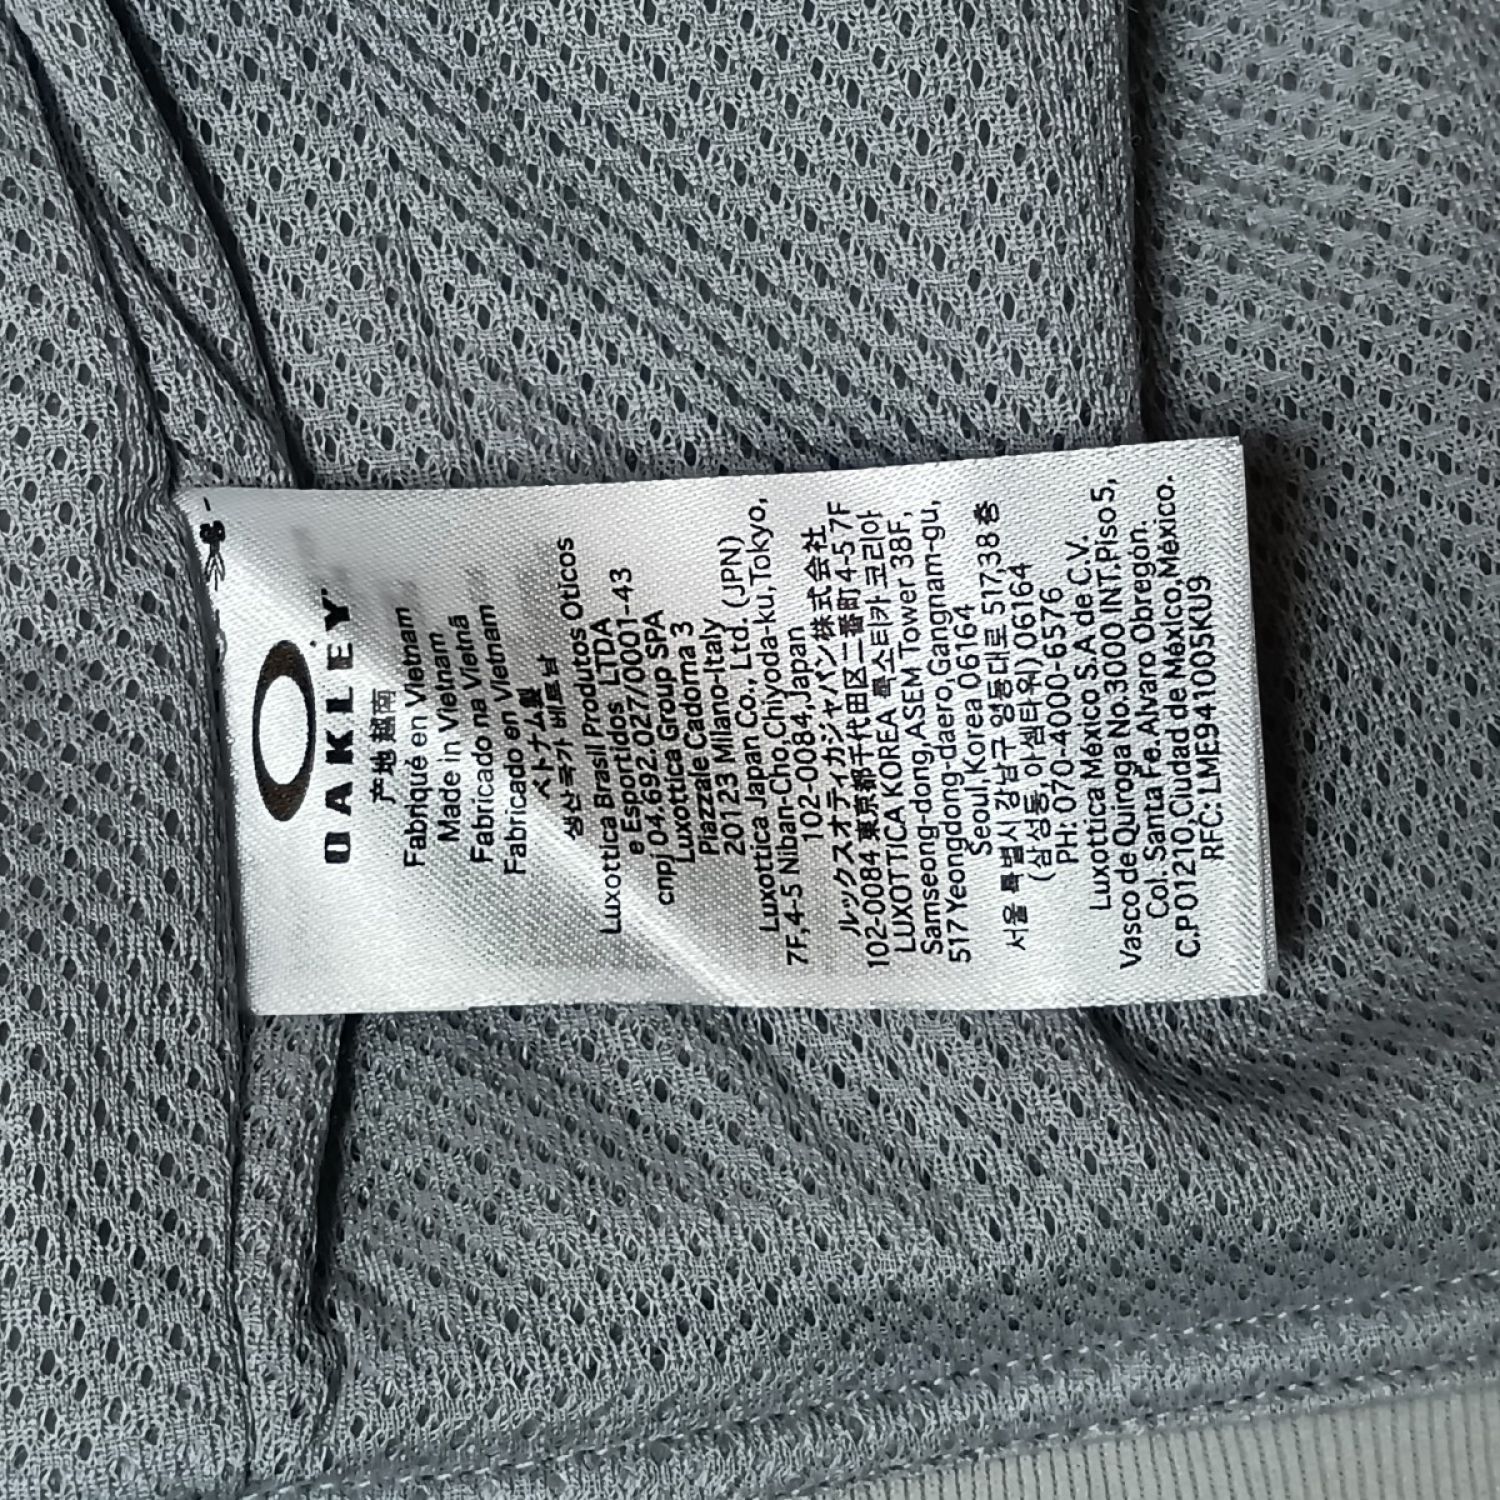 OAKLEY
产地 越南
Fabriqué en Vietnam
Made in Vietnam
Fabricado na Vietnã
Fabricado en Vietnam
ベトナム製
생산국가 베트남
Luxottica Brasil Produtos Oticos
e Esportidos LTDA
cnpj 04.692.027/0001-43
Luxottica Group SPA
Piazzale Cadorna 3
20123 Milano-Italy
Luxottica Japan Co., Ltd. (JPN)
7F,4-5 Niban-Cho,Chiyoda-ku,Tokyo,
102-0084,Japan
ルックスオティカジャパン株式会社
102-0084 東京都千代田区二番町 4-5 7F
LUXOTTICA KOREA 룩소티카 코리아
Samseong-dong, ASEM Tower 38F,
517 Yeongdong-daero,Gangnam-gu,
Seoul,Korea 06164
서울 특별시 강남구 영동대로 517,38층
(삼성동, 아셈타워) 06164
PH: 070-4000-6576
Luxottica México S.A. de C.V.
Vasco de Quiroga No.3000 INT.Piso 5,
Col. Santa Fe. Alvaro Obregón.
C.P 01210,Ciudad de México,México.
RFC: LME941005KU9